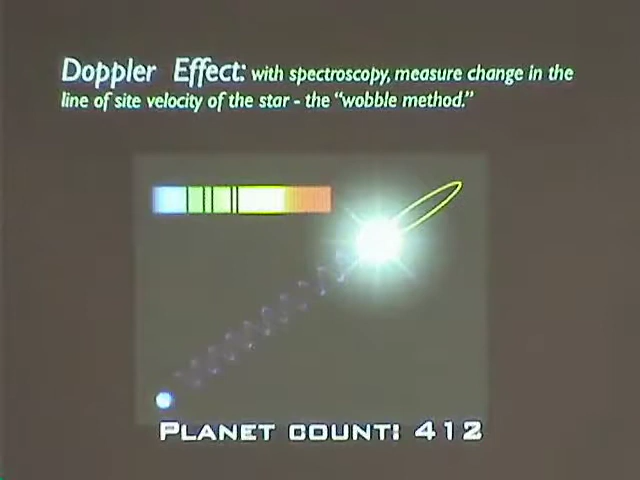 Doppler Effect: with spectroscopy, measure change in the
line of site velocity of the star - the “wobble method.”
PLANET COUNT: 412